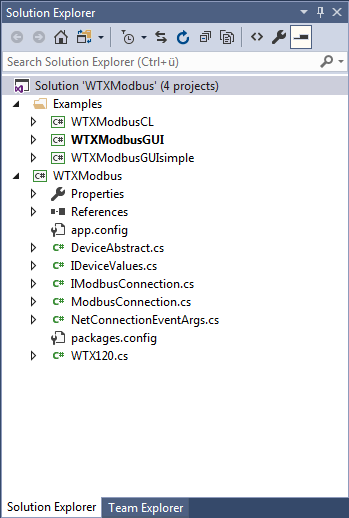 Solution Explorer
Search Solution Explorer (Ctrl+ü)
Solution 'WTXModbus' (4 projects)
Examples
C# WTXModbusCL
C# WTXModbusGUI
C# WTXModbusGUIsimple
C# WTXModbus
Properties
References
app.config
C# DeviceAbstract.cs
C# IDeviceValues.cs
C# IModbusConnection.cs
C# ModbusConnection.cs
C# NetConnectionEventArgs.cs
packages.config
C# WTX120.cs
Solution Explorer Team Explorer